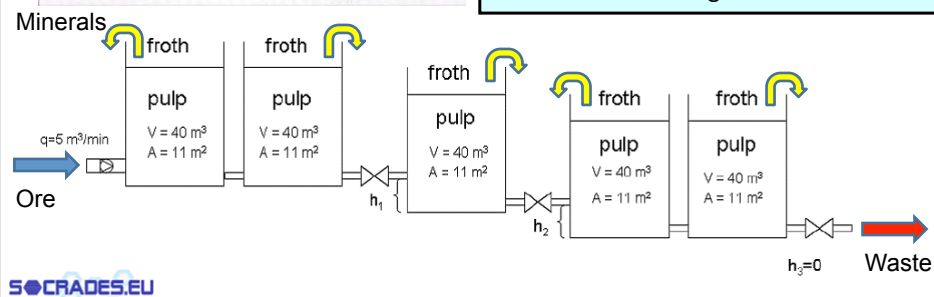 Minerals
froth
froth
froth
froth
froth
pulp
pulp
pulp
pulp
pulp
q=5 m³/min
V = 40 m³
A = 11 m²
V = 40 m³
A = 11 m²
V = 40 m³
A = 11 m²
V = 40 m³
A = 11 m²
V = 40 m³
A = 11 m²
Ore
h₁
h₂
h₃=0
Waste
SOCRADES.EU